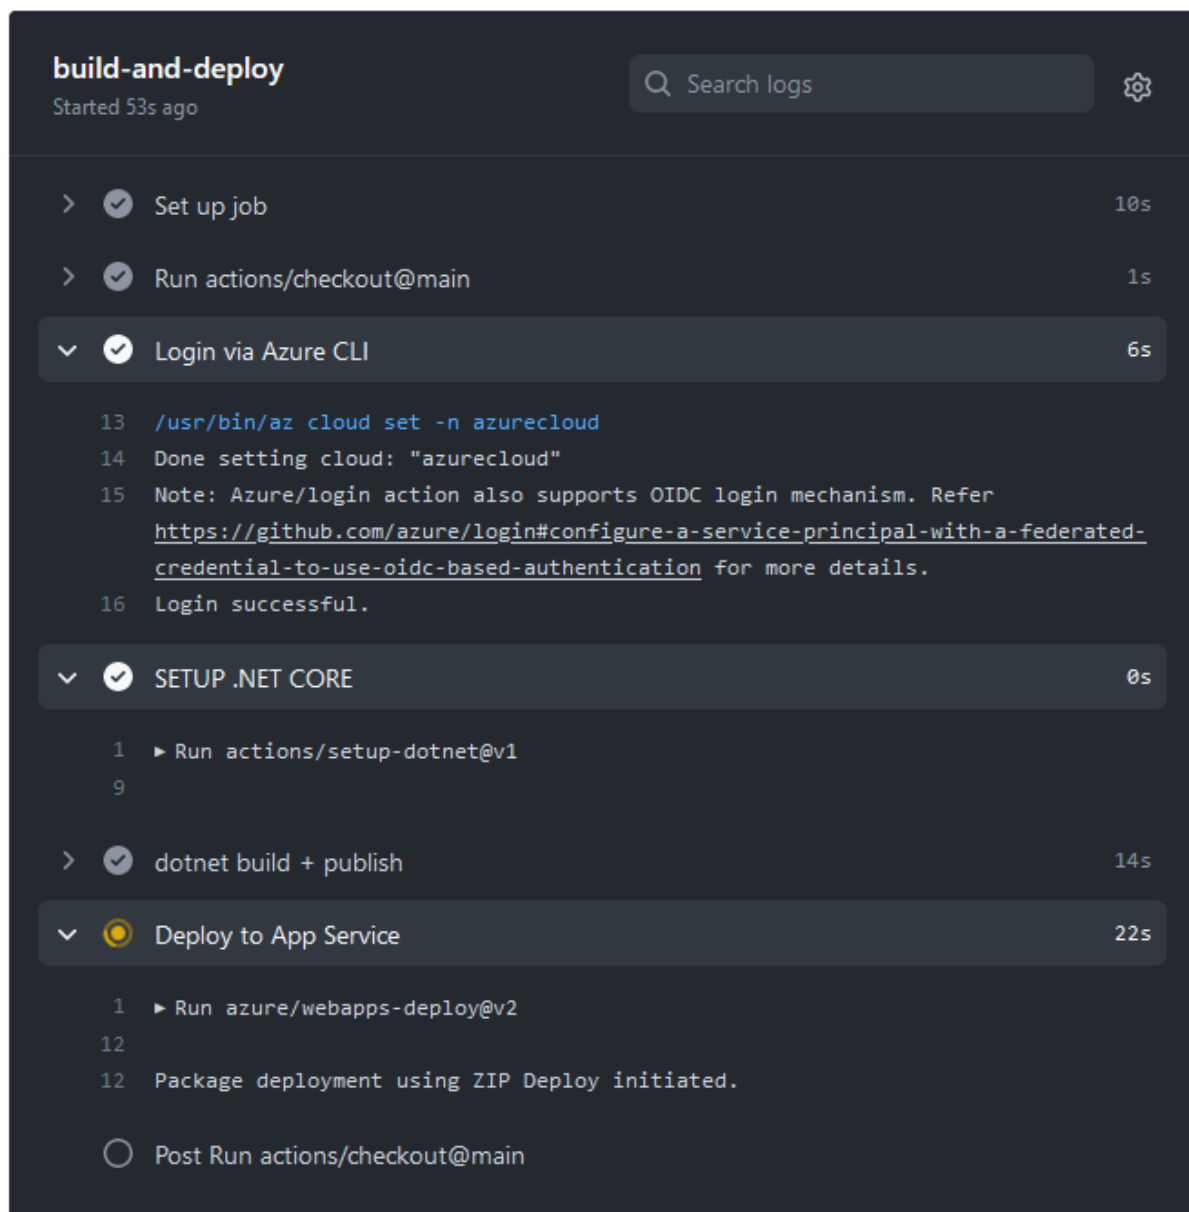 build-and-deploy
Started 53s ago
Search logs
Set up job 10s
Run actions/checkout@main 1s
Login via Azure CLI 6s
13 /usr/bin/az cloud set -n azurecloud
14 Done setting cloud: "azurecloud"
15 Note: Azure/login action also supports OIDC login mechanism. Refer
https://github.com/azure/login#configure-a-service-principal-with-a-federated-
credential-to-use-oidc-based-authentication for more details.
16 Login successful.
SETUP .NET CORE 0s
1 ▸ Run actions/setup-dotnet@v1
9
dotnet build + publish 14s
Deploy to App Service 22s
1 ▸ Run azure/webapps-deploy@v2
12
12 Package deployment using ZIP Deploy initiated.
Post Run actions/checkout@main